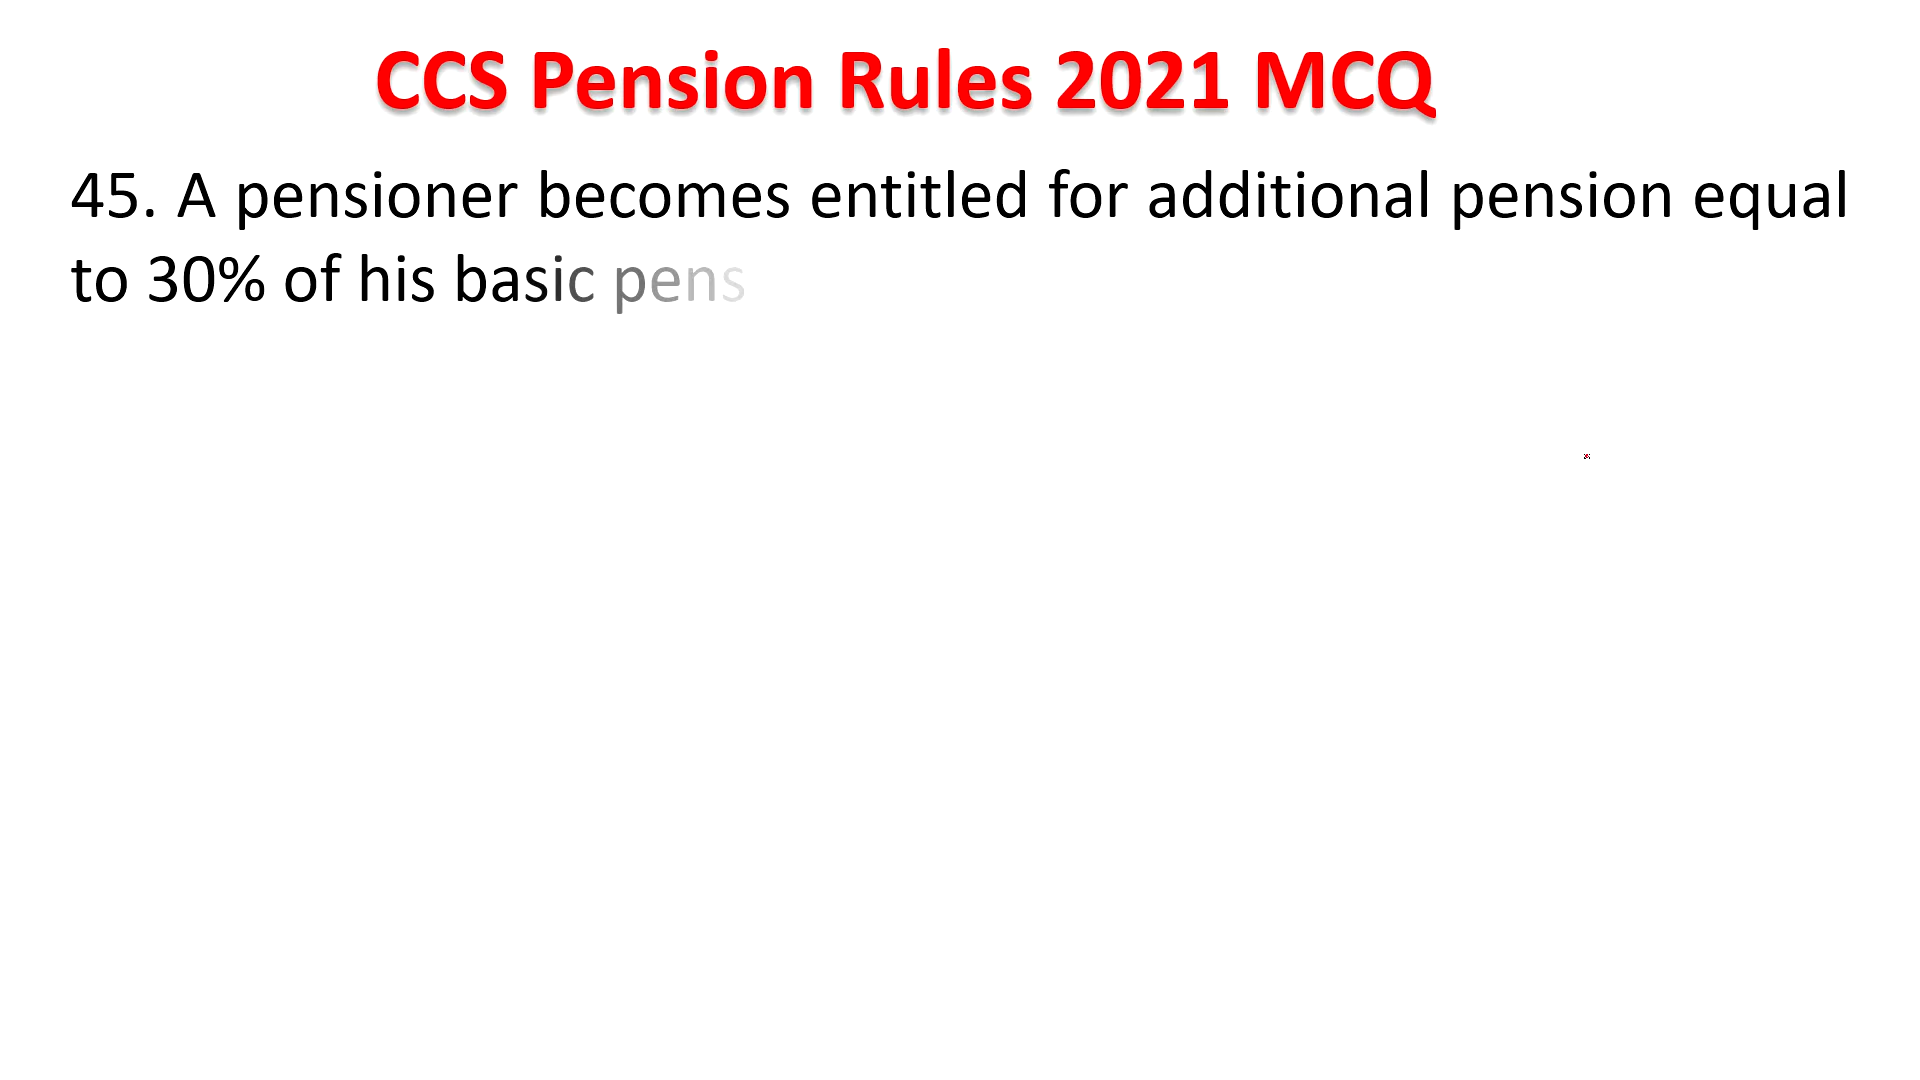 CCS Pension Rules 2021 MCQ
45. A pensioner becomes entitled for additional pension equal
to 30% of his basic pens